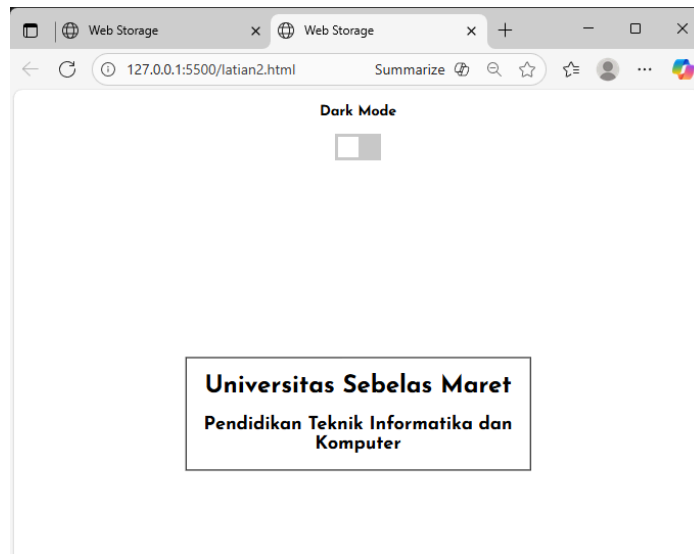 Web Storage
Web Storage
127.0.0.1:5500/latian2.html
Summarize
Dark Mode
Universitas Sebelas Maret
Pendidikan Teknik Informatika dan
Komputer